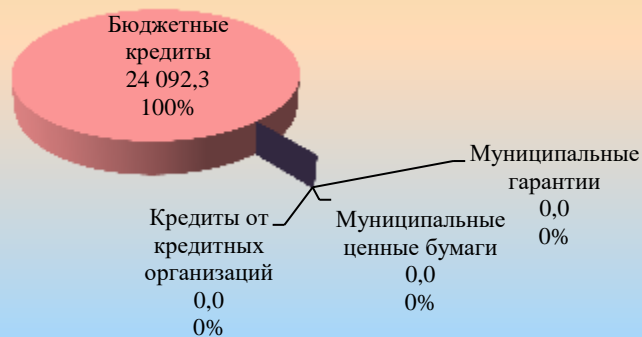 Бюджетные
кредиты
24 092,3
100%
Муниципальные
гарантии
0,0
0%
Кредиты от
кредитных
организаций
0,0
0%
Муниципальные
ценные бумаги
0,0
0%